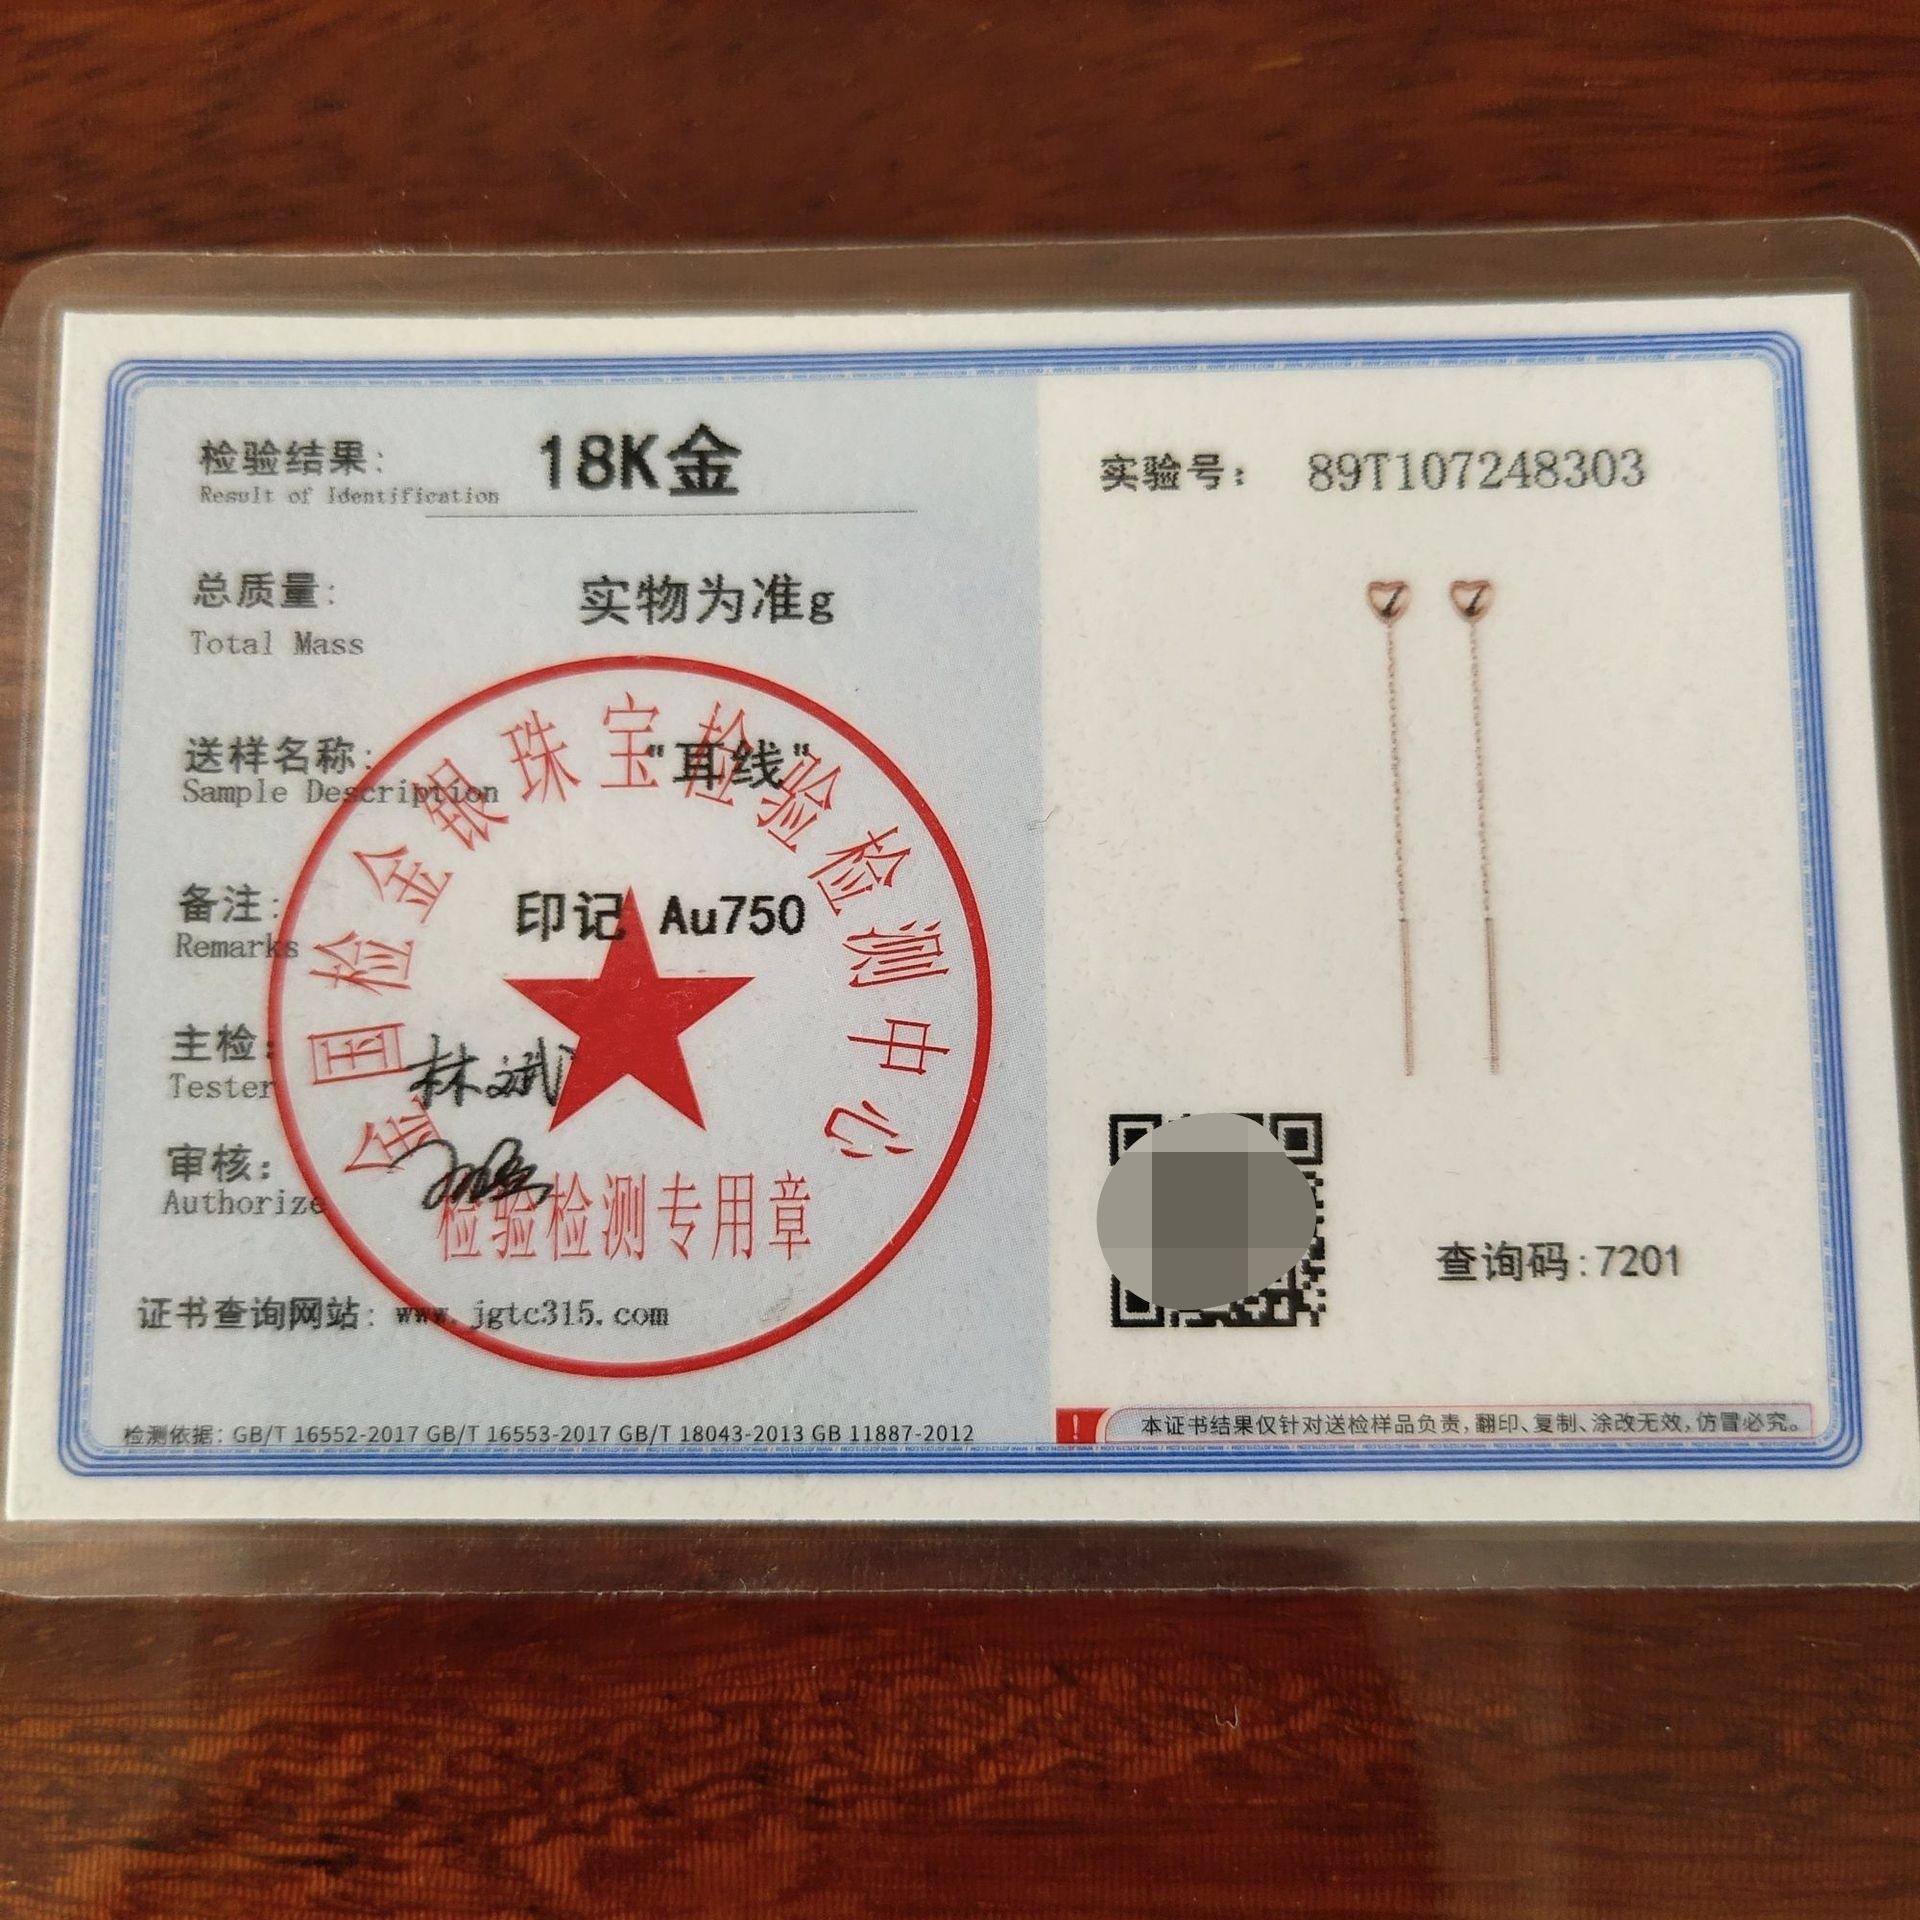 检验结果: 18K金
Result of Identification
总质量: 实物为准g
Total Mass
送样名称: "耳线"
Sample Description
备注: 印记 Au750
Remarks
主检: 林斌
Tester
审核:
Authorize
证书查询网站: www.jgtc315.com
检测依据: GB/T 16552-2017 GB/T 16553-2017 GB/T 18043-2013 GB 11887-2012
金国检金银珠宝检验检测中心
检验检测专用章
实验号: 89T107248303
查询码:7201
! 本证书结果仅针对送检样品负责,翻印、复制、涂改无效,仿冒必究。